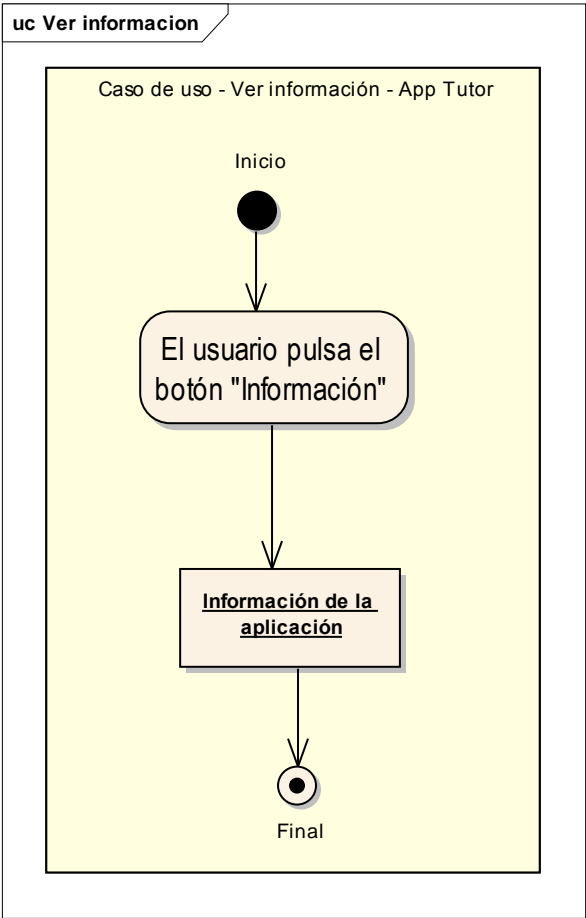 uc Ver informacion
Caso de uso - Ver información - App Tutor
Inicio
El usuario pulsa el
botón "Información"
Información de la
aplicación
Final